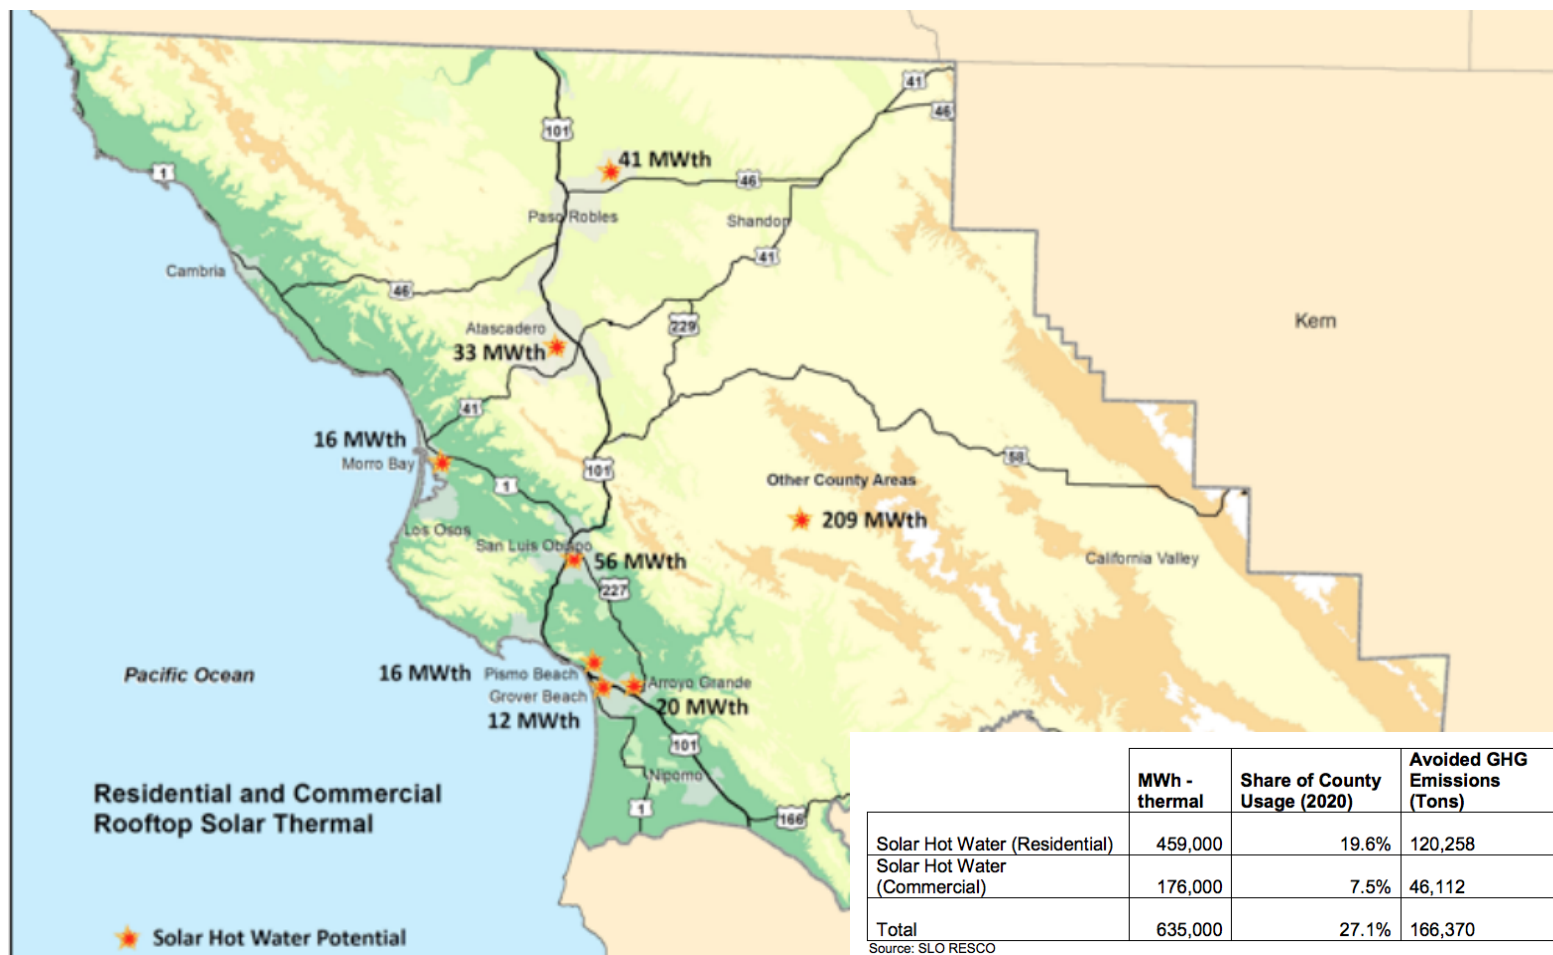 41
46
101
41 MWth
1
46
Paso Robles
Shandon
41
Cambria
46
Atascadero
229
33 MWth
41
16 MWth
Morro Bay
101
58
1
Other County Areas
209 MWth
Kern
Los Osos
San Luis Obispo
56 MWth
California Valley
227
Pacific Ocean
16 MWth
Pismo Beach
Arroyo Grande
Grover Beach
20 MWth
12 MWth
101
Nipomo
1
166
Residential and Commercial
Rooftop Solar Thermal
Solar Hot Water Potential
MWh -
thermal
Share of County
Usage (2020)
Avoided GHG
Emissions
(Tons)
Solar Hot Water (Residential) 459,000 19.6% 120,258
Solar Hot Water
(Commercial) 176,000 7.5% 46,112
Total 635,000 27.1% 166,370
Source: SLO RESCO